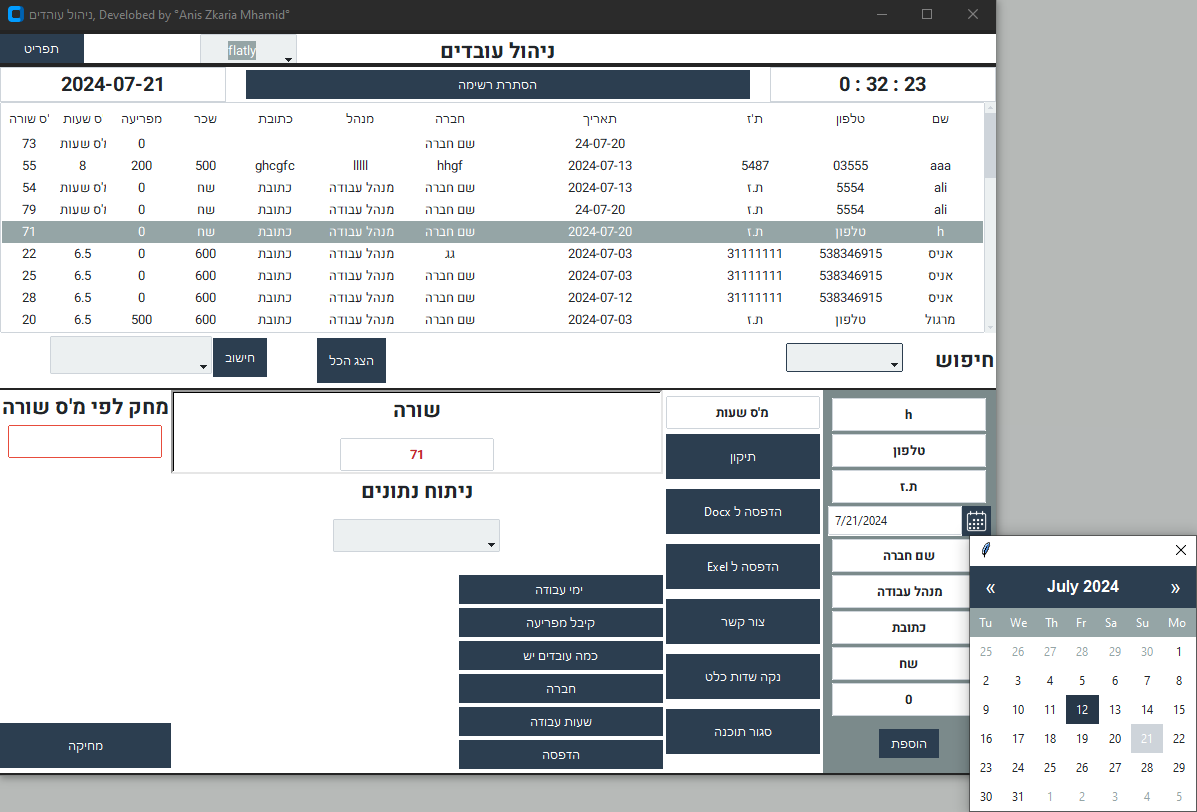 ניהול עוהדים, Develobed by "Anis Zkaria Mhamid"
תפריט
flatly
ניהול עובדים
2024-07-21
הסתרת רשימה
0 : 32 : 23
'ס שורה ס שעות מפריעה שכר כתובת מנהל חברה תאריך ת'ז טלפון שם
73 מ'ס שעות 0 שם חברה 24-07-20
55 8 200 500 ghcgfc lllll hhgf 2024-07-13 5487 03555 aaa
54 מ'ס שעות 0 שח כתובת מנהל עבודה שם חברה 2024-07-13 ת.ז 5554 ali
79 מ'ס שעות 0 שח כתובת מנהל עבודה שם חברה 24-07-20 ת.ז 5554 ali
71 0 שח כתובת מנהל עבודה שם חברה 2024-07-20 ת.ז טלפון h
22 6.5 0 600 כתובת מנהל עבודה גג 2024-07-03 31111111 538346915 אניס
25 6.5 0 600 כתובת מנהל עבודה שם חברה 2024-07-03 31111111 538346915 אניס
28 6.5 0 600 כתובת מנהל עבודה שם חברה 2024-07-12 31111111 538346915 אניס
20 6.5 500 600 כתובת מנהל עבודה שם חברה 2024-07-03 ת.ז טלפון מרגול
חיפוש
הצג הכל
חישוב
h
טלפון
ת.ז
7/21/2024
שם חברה
מנהל עבודה
כתובת
שח
0
הוספת
מ'ס שעות
תיקון
הדפסה ל Docx
הדפסה ל Exel
צור קשר
נקה שדות כלט
סגור תוכנה
שורה
71
ניתוח נתונים
ימי עבודה
קיבל מפריעה
כמה עובדים יש
חברה
שעות עבודה
הדפסה
מחק לפי מ'ס שורה
מחיקה
« July 2024 »
Tu We Th Fr Sa Su Mo
25 26 27 28 29 30 1
2 3 4 5 6 7 8
9 10 11 12 13 14 15
16 17 18 19 20 21 22
23 24 25 26 27 28 29
30 31 1 2 3 4 5